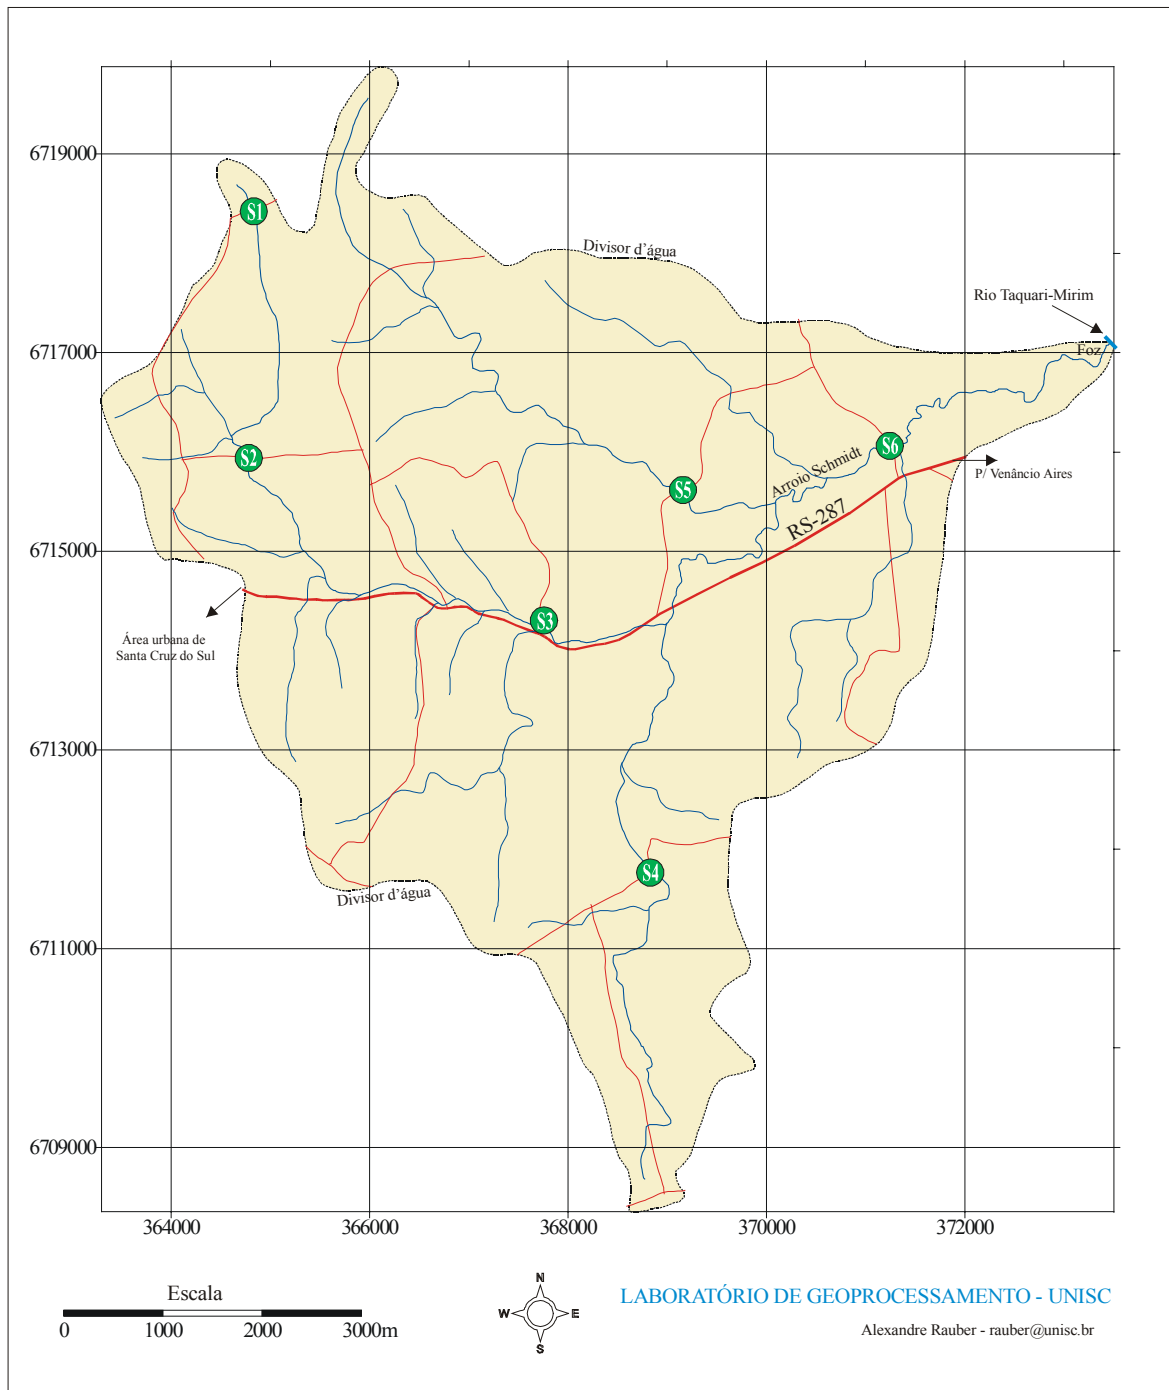 6719000
S1
Divisor d'água
Rio Taquari-Mirim
6717000
Foz
S2
S6
Arroio Schmidt
P/ Venâncio Aires
S5
RS-287
6715000
S3
Área urbana de
Santa Cruz do Sul
6713000
S4
Divisor d'água
6711000
6709000
364000
366000
368000
370000
372000
Escala
0
1000
2000
3000m
N
W
E
S
LABORATÓRIO DE GEOPROCESSAMENTO - UNISC
Alexandre Rauber - rauber@unisc.br